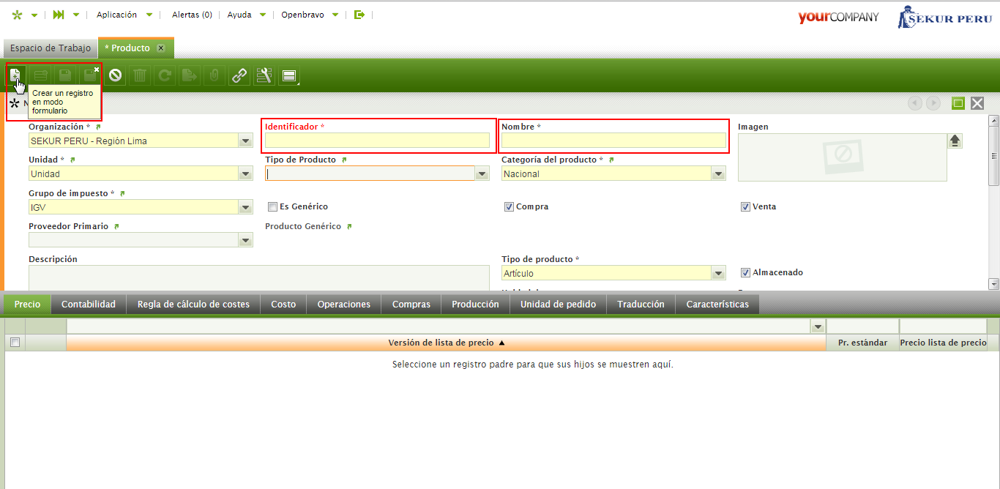 Aplicación
Alertas (0)
Ayuda
Openbravo
yourCOMPANY
SEKUR PERU
Espacio de Trabajo
* Producto
Crear un registro
en modo
formulario
N
Organización *
Identificador *
Nombre *
Imagen
SEKUR PERU - Región Lima
Unidad *
Tipo de Producto
Categoría del producto *
Unidad
Nacional
Grupo de impuesto *
IGV
Es Genérico
Compra
Venta
Proveedor Primario
Producto Genérico
Descripción
Tipo de producto *
Artículo
Almacenado
Precio
Contabilidad
Regla de cálculo de costes
Costo
Operaciones
Compras
Producción
Unidad de pedido
Traducción
Características
Versión de lista de precio
Pr. estándar
Precio lista de precio
Seleccione un registro padre para que sus hijos se muestren aquí.